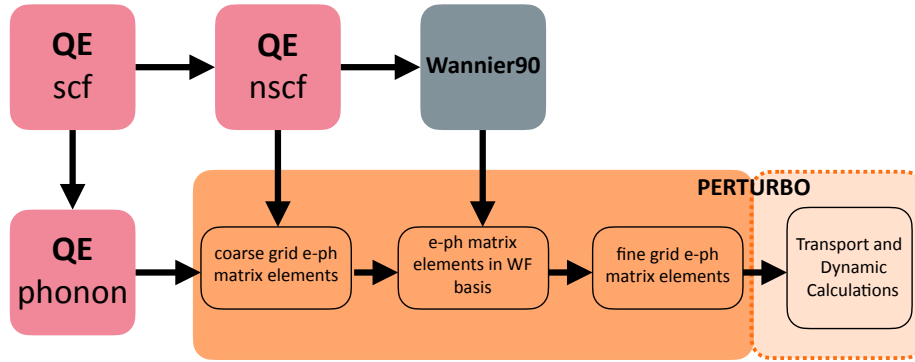 QE
scf
QE
nscf
Wannier90
PERTURBO
QE
phonon
coarse grid e-ph
matrix elements
e-ph matrix
elements in WF
basis
fine grid e-ph
matrix elements
Transport and
Dynamic
Calculations